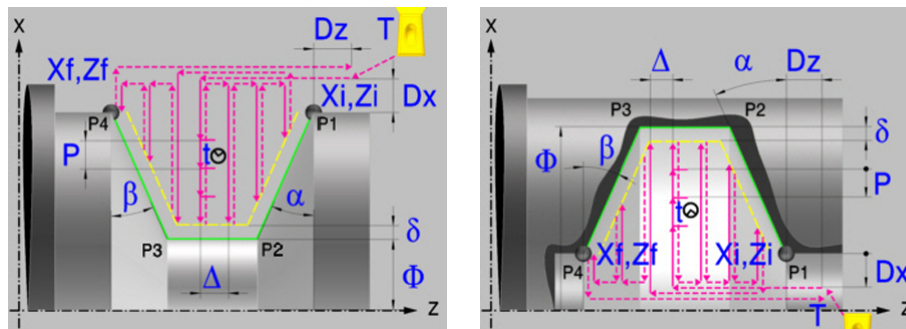 X
Dz
T
Xf,Zf
Xi,Zi
Dx
P4
P1
P
t
β
α
P3
P2
δ
Δ
Φ
Z
X
Δ
α
Dz
P3
P2
δ
Φ
β
P
t
Xf,Zf
Xi,Zi
P4
P1
Dx
T
Z